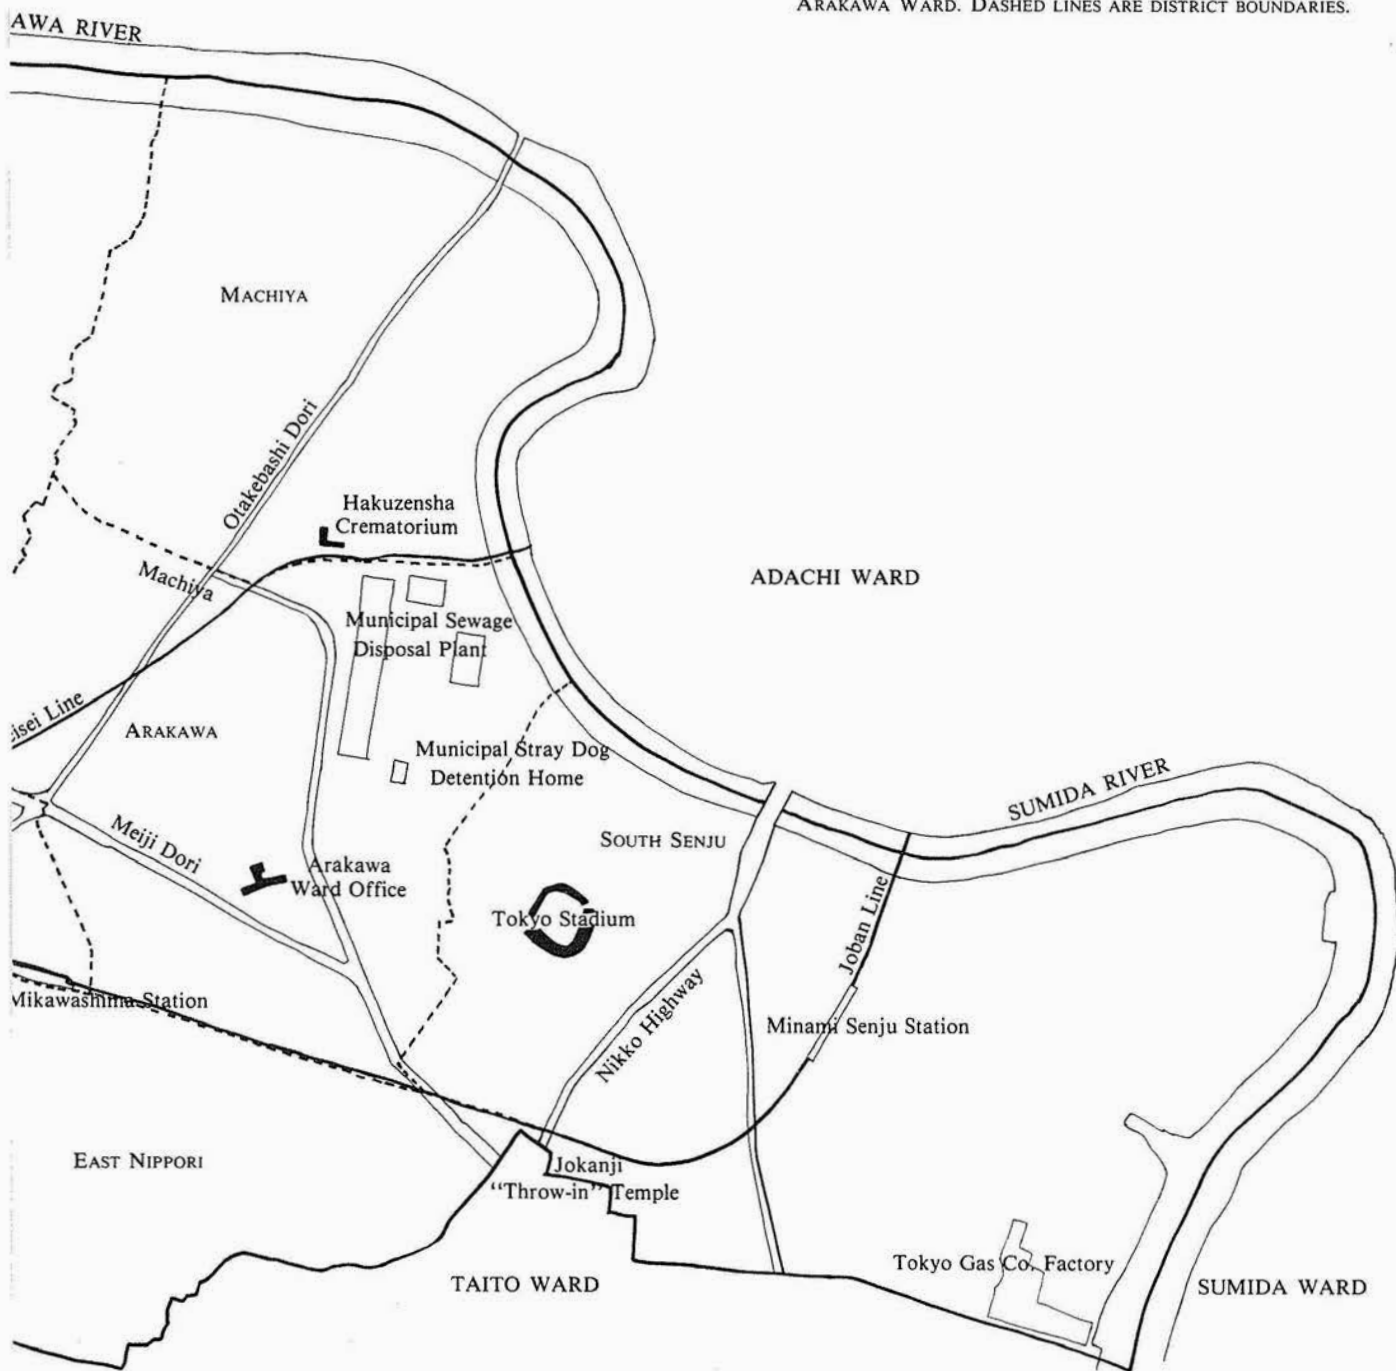 ARAKAWA WARD. DASHED LINES ARE DISTRICT BOUNDARIES.
AWA RIVER
MACHIYA
Otakebashi Dori
Hakuzensha
Crematorium
Machiya
ADACHI WARD
Municipal Sewage
Disposal Plant
eisei Line
ARAKAWA
Municipal Stray Dog
Detention Home
SUMIDA RIVER
Meiji Dori
SOUTH SENJU
Arakawa
Ward Office
Tokyo Stadium
Joban Line
Mikawashima Station
Nikko Highway
Minami Senju Station
EAST NIPPORI
Jokanji
"Throw-in" Temple
Tokyo Gas Co. Factory
TAITO WARD
SUMIDA WARD